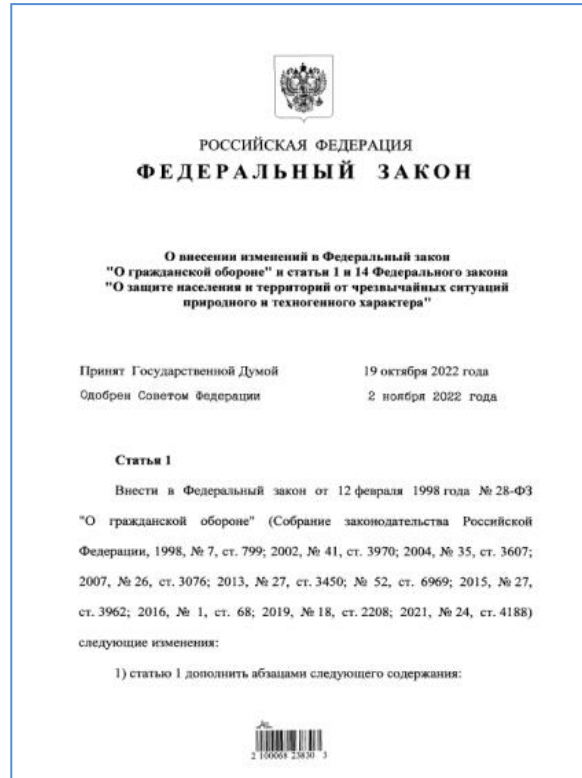 РОССИЙСКАЯ ФЕДЕРАЦИЯ
ФЕДЕРАЛЬНЫЙ ЗАКОН
О внесении изменений в Федеральный закон
"О гражданской обороне" и статьи 1 и 14 Федерального закона
"О защите населения и территорий от чрезвычайных ситуаций
природного и техногенного характера"
Принят Государственной Думой 19 октября 2022 года
Одобрен Советом Федерации 2 ноября 2022 года
Статья 1
Внести в Федеральный закон от 12 февраля 1998 года № 28-ФЗ
"О гражданской обороне" (Собрание законодательства Российской
Федерации, 1998, № 7, ст. 799; 2002, № 41, ст. 3970; 2004, № 35, ст. 3607;
2007, № 26, ст. 3076; 2013, № 27, ст. 3450; № 52, ст. 6969; 2015, № 27,
ст. 3962; 2016, № 1, ст. 68; 2019, № 18, ст. 2208; 2021, № 24, ст. 4188)
следующие изменения:
1) статью 1 дополнить абзацами следующего содержания:
2 100068 23830 3